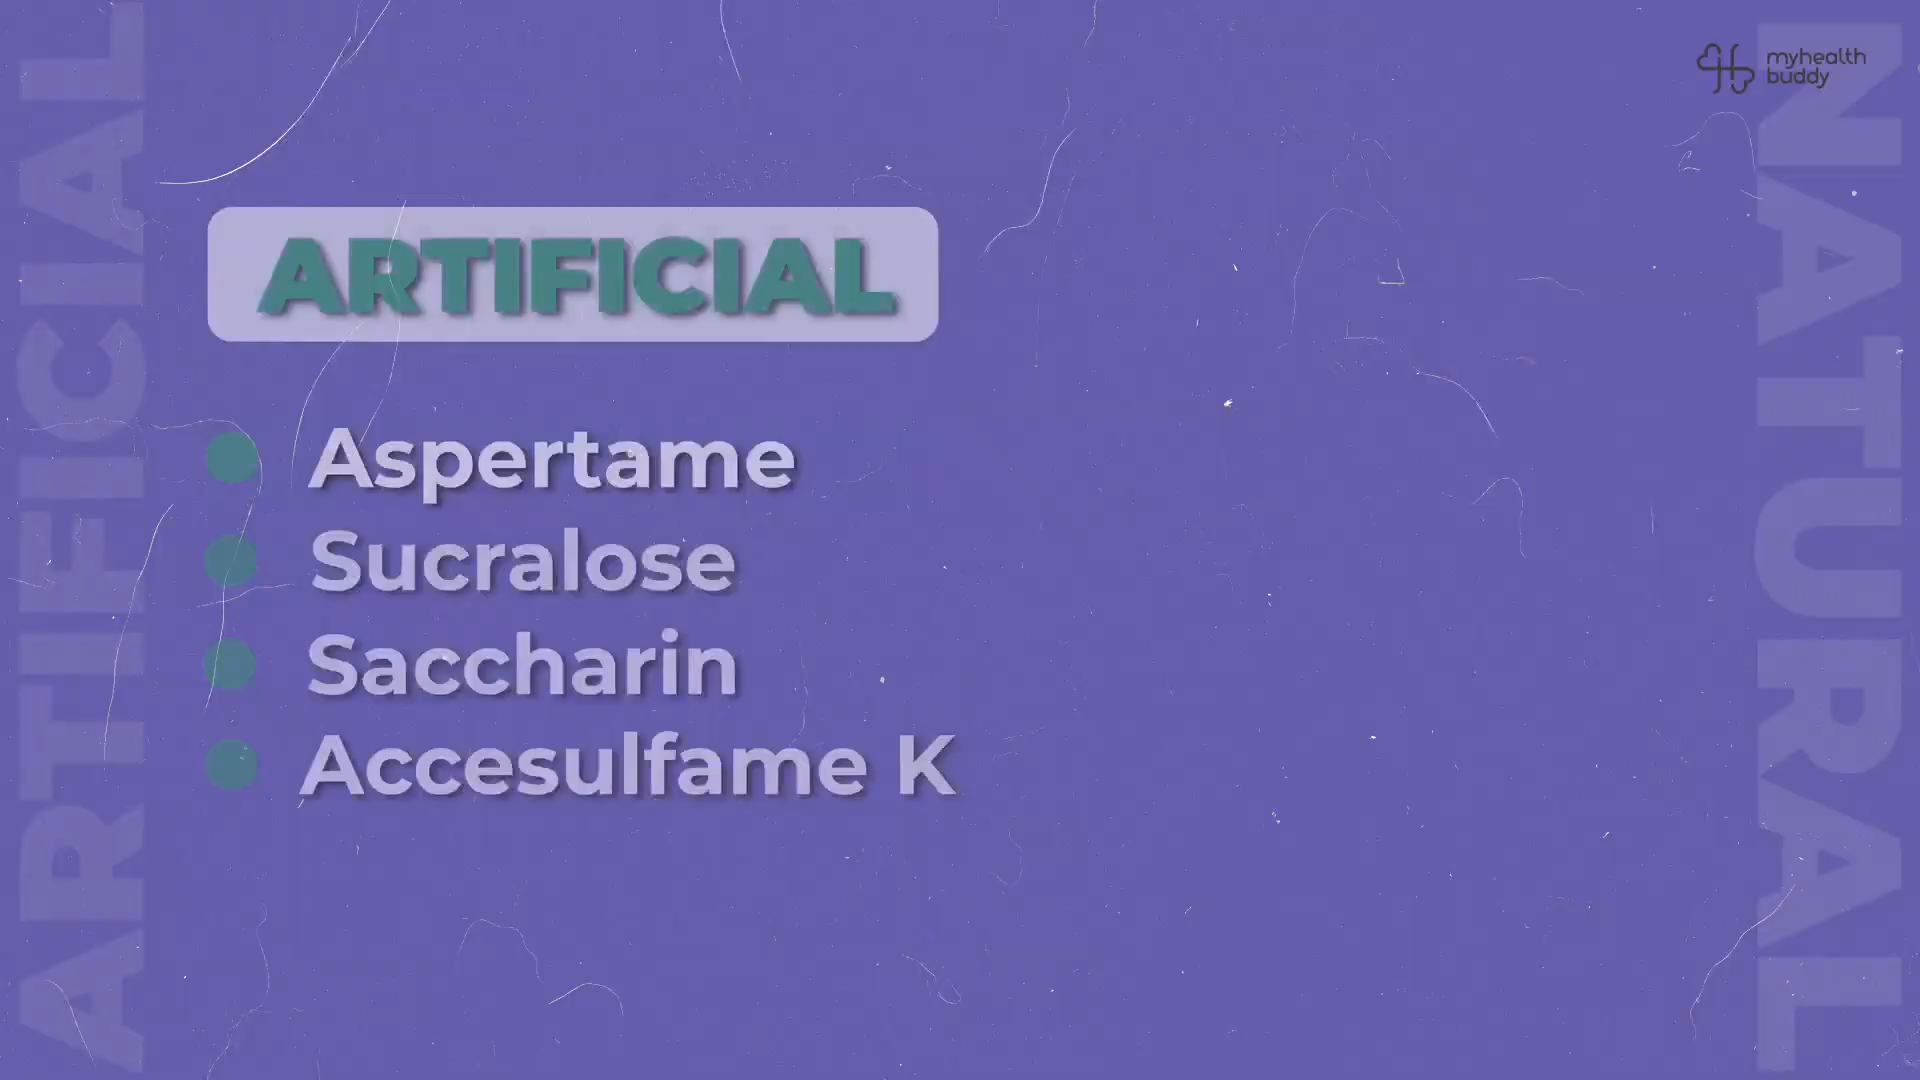 ARTIFICIAL
myhealth
buddy
ARTIFICIAL
Aspertame
Sucralose
Saccharin
Accesulfame K
NATURAL